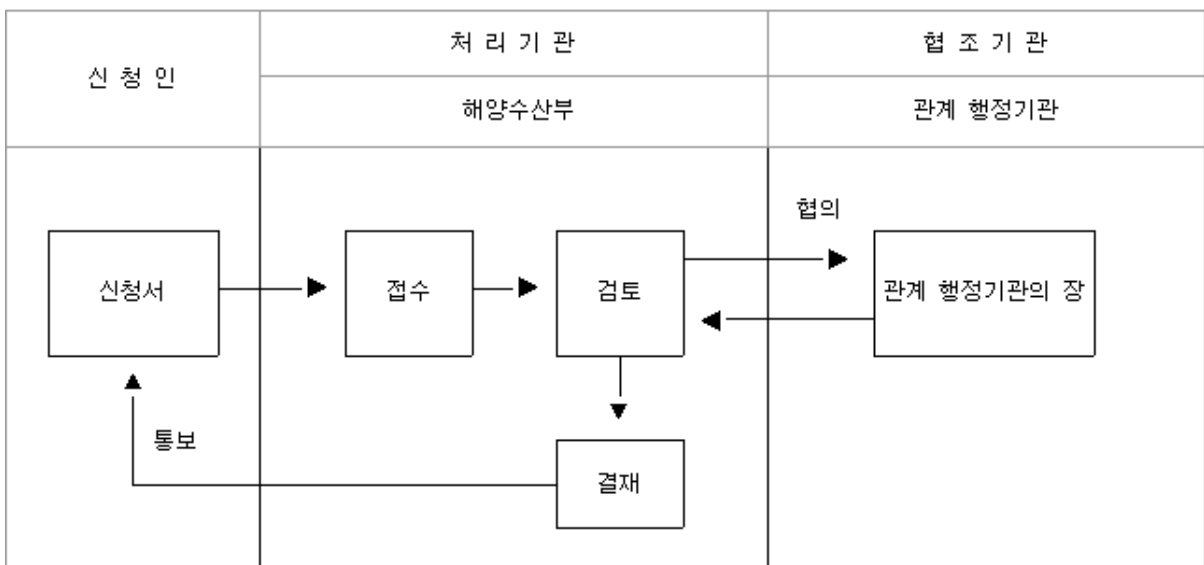 신 청 인
처 리 기 관
협 조 기 관
해양수산부
관계 행정기관
협의
신청서
접수
검토
관계 행정기관의 장
통보
결재